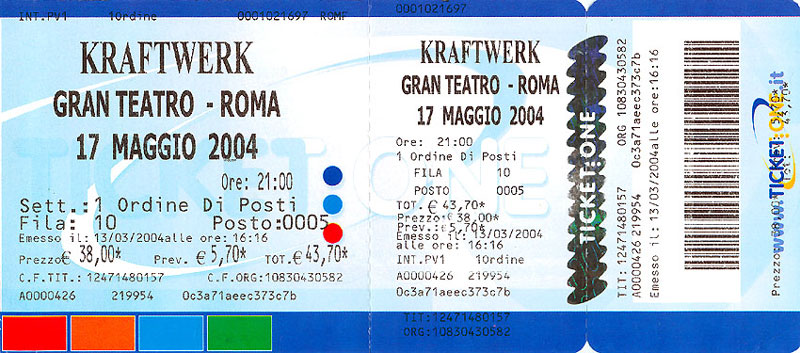 INT.PV1 1Ordine 0001021697 ROMF
KRAFTWERK
GRAN TEATRO - ROMA
17 MAGGIO 2004
Ore: 21:00
Sett.:1 Ordine Di Posti
Fila: 10 Posto:0005
Emesso il: 13/03/2004alle ore: 16:16
Prezzo€ 38,00* Prev. € 5,70* TOT.€ 43,70*
C.F.TIT.: 12471480157 C.F.ORG:10830430582
A0000426 219954 0c3a71aeec373c7b
TICKET:ONE
0001021697
KRAFTWERK
GRAN TEATRO - ROMA
17 MAGGIO 2004
Ore: 21:00
1 Ordine Di Posti
FILA 10
POSTO 0005
TOT. € 43,70*
Prezzo:€ 38,00*
Prev.:€ 5,70*
Emesso il: 13/03/2004
alle ore: 16:16
INT.PV1 1Ordine
A0000426 219954
0c3a71aeec373c7b
TIT:12471480157
ORG:10830430582
TICKET:ONE
ORG 10830430582
0c3a71aeec373c7b
TIT: 12471480157
A0000426 219954
Emesso il: 13/03/2004alle ore:16:16
www.TICKET:ONE.it
43,70*